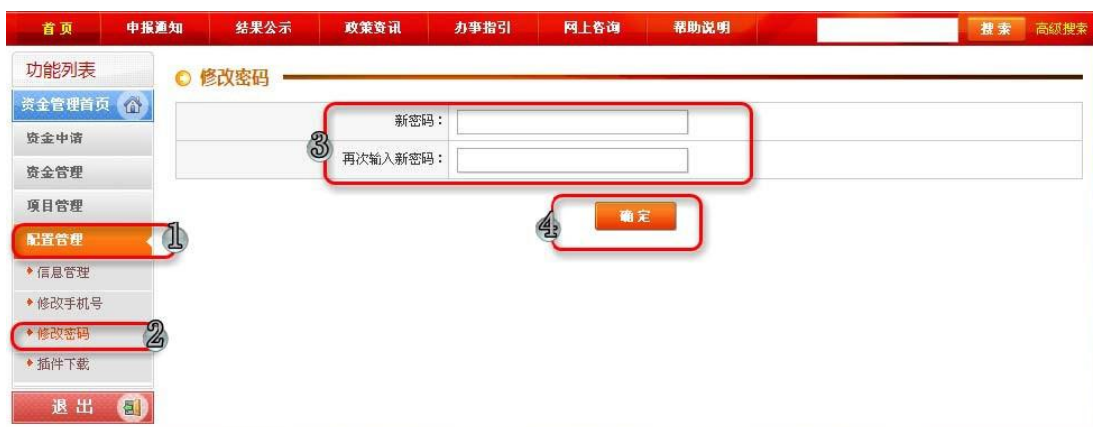 首页 申报通知 结果公示 政策资讯 办事指引 网上咨询 帮助说明 搜索 高级搜索
功能列表
资金管理首页
资金申请
资金管理
项目管理
配置管理
信息管理
修改手机号
修改密码
插件下载
退出
修改密码
新密码:
再次输入新密码:
确定
1
2
3
4